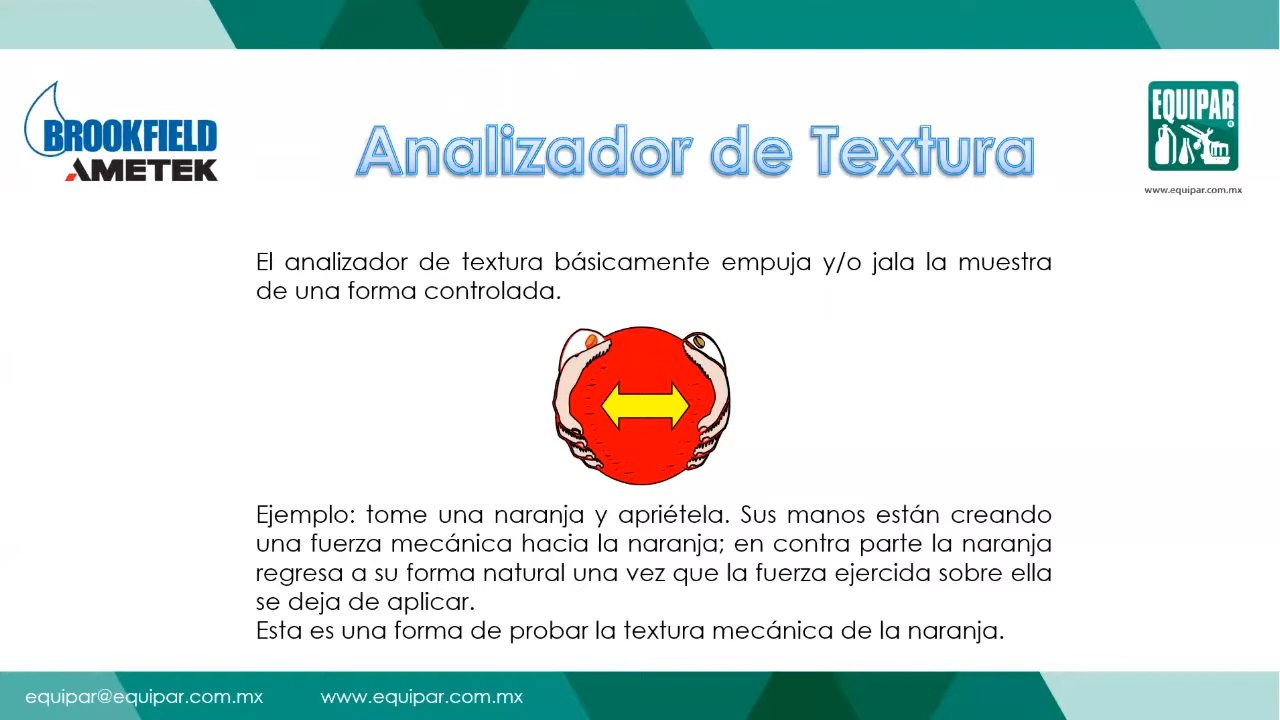 BROOKFIELD
AMETEK
Analizador de Textura
EQUIPAR
www.equipar.com.mx
El analizador de textura básicamente empuja y/o jala la muestra
de una forma controlada.
Ejemplo: tome una naranja y apriétela. Sus manos están creando
una fuerza mecánica hacia la naranja; en contra parte la naranja
regresa a su forma natural una vez que la fuerza ejercida sobre ella
se deja de aplicar.
Esta es una forma de probar la textura mecánica de la naranja.
equipar@equipar.com.mx
www.equipar.com.mx